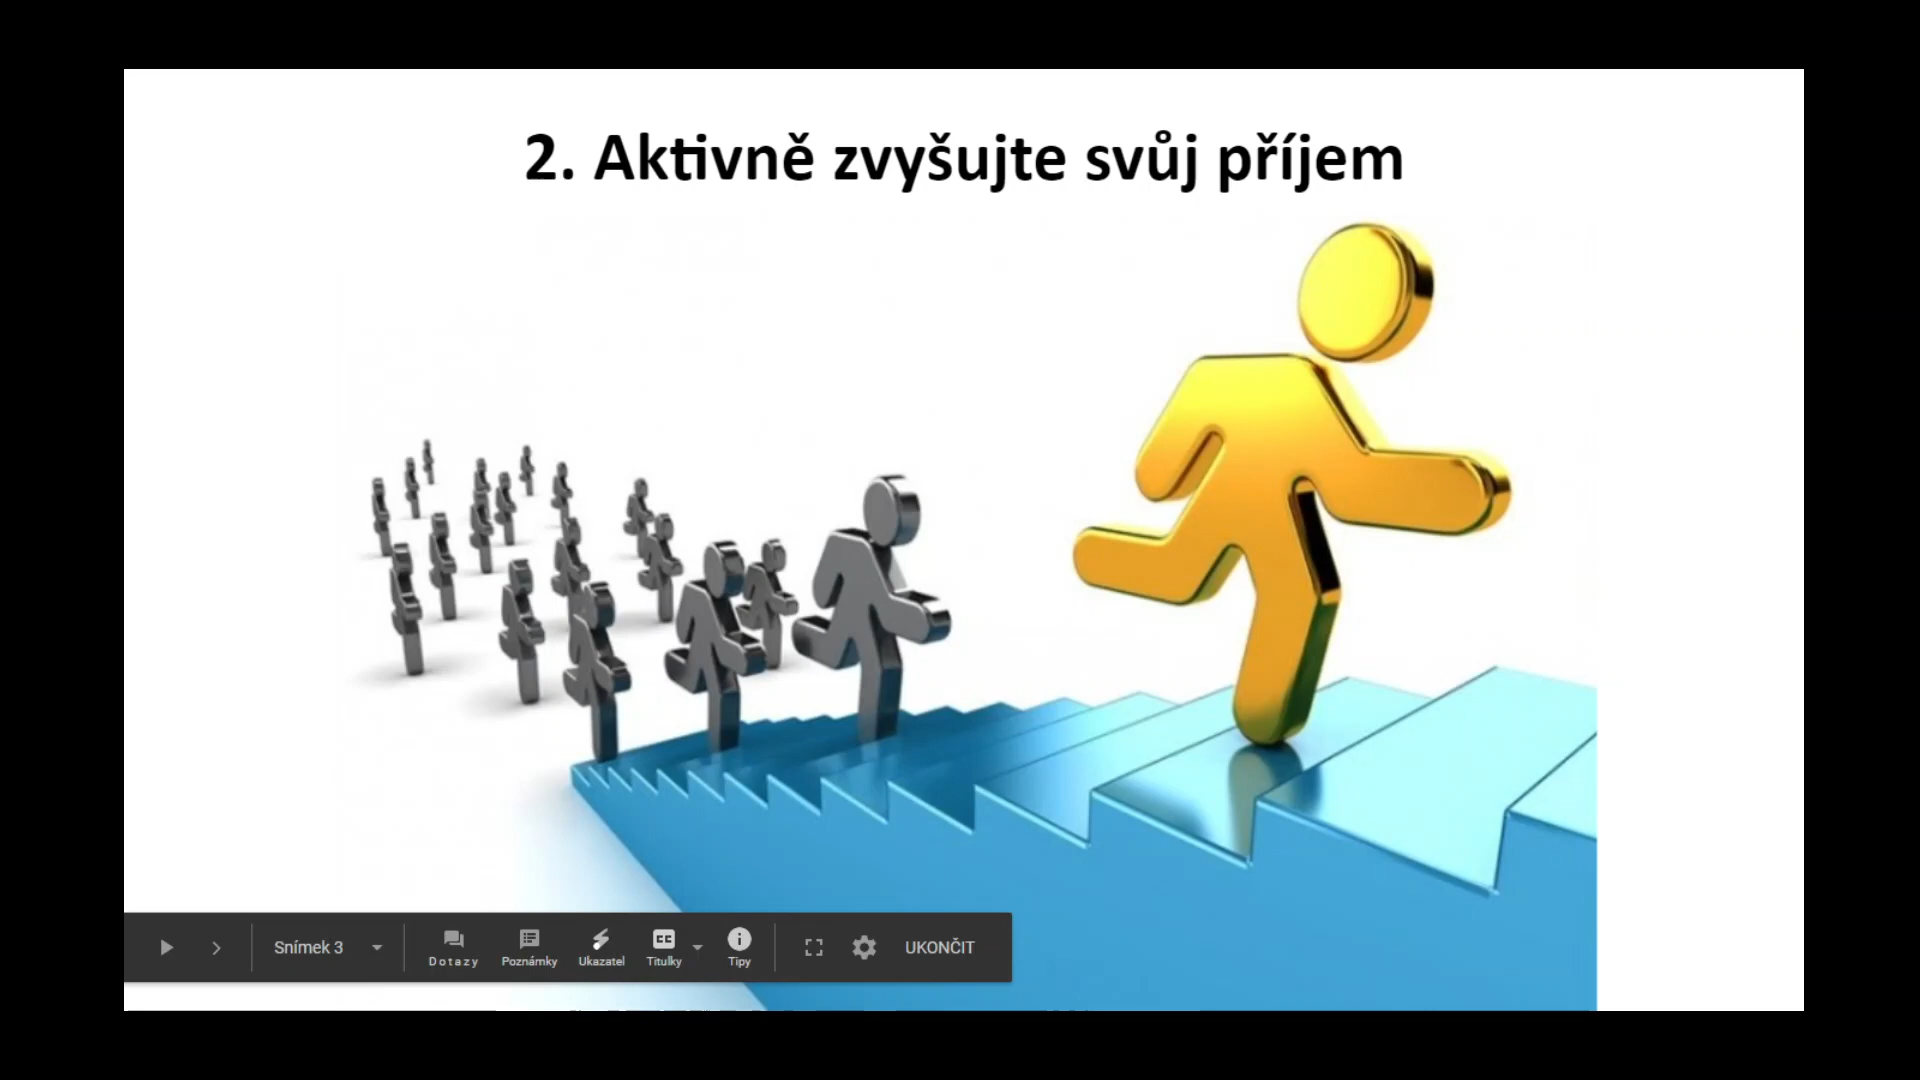 2. Aktivně zvyšujte svůj příjem
Snímek 3
Dotazy
Poznámky
Ukazatel
Titulky
Tipy
UKONČIT